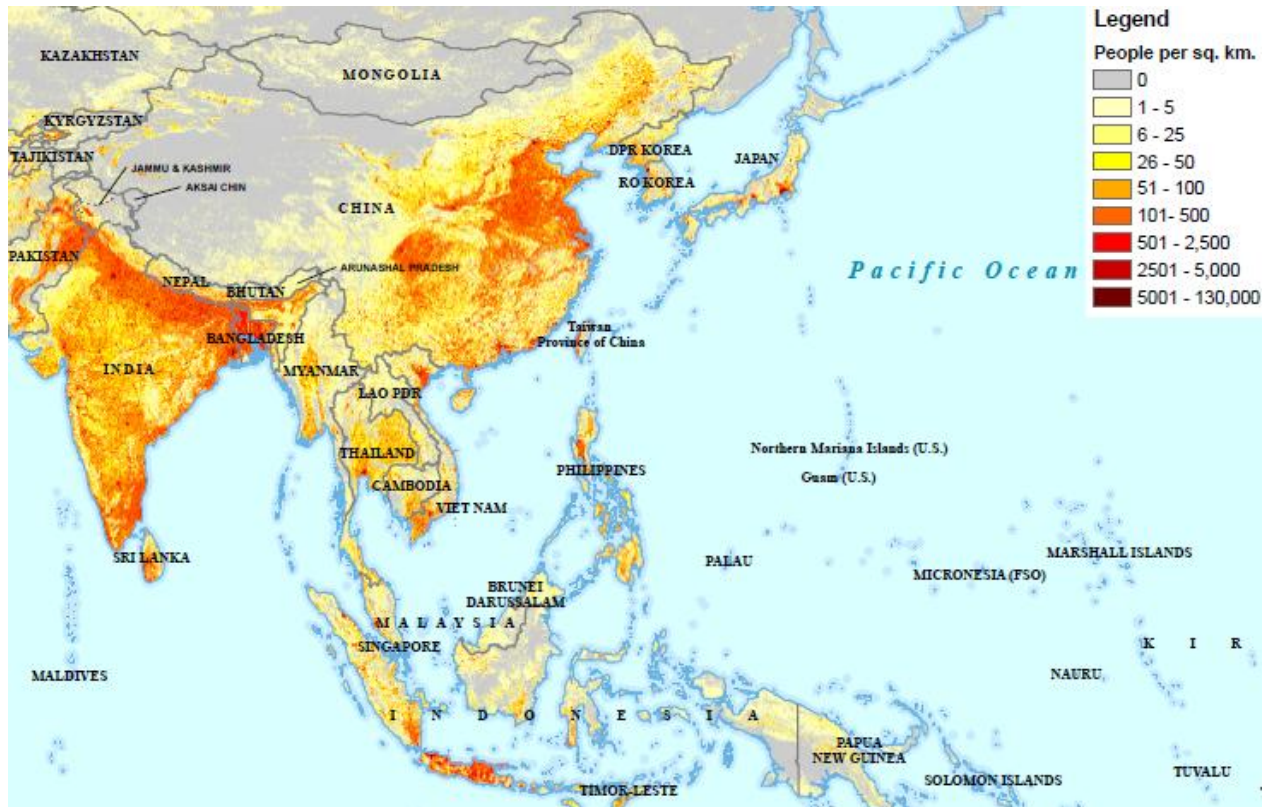 Legend
People per sq. km.
0
1 - 5
6 - 25
26 - 50
51 - 100
101- 500
501 - 2,500
2501 - 5,000
5001 - 130,000
KAZAKHSTAN
MONGOLIA
KYRGYZSTAN
TAJIKISTAN
JAMMU & KASHMIR
AKSAI CHIN
DPR KOREA
JAPAN
RO KOREA
CHINA
PAKISTAN
NEPAL
BHUTAN
ARUNASHAL PRADESH
Pacific Ocean
BANGLADESH
Taiwan
Province of China
INDIA
MYANMAR
LAO PDR
THAILAND
Northern Mariana Islands (U.S.)
PHILIPPINES
Guam (U.S.)
CAMBODIA
VIET NAM
SRI LANKA
PALAU
MARSHALL ISLANDS
MICRONESIA (FSO)
BRUNEI
DARUSSALAM
MALAYSIA
SINGAPORE
K I R
MALDIVES
NAURU
INDONESIA
PAPUA
NEW GUINEA
SOLOMON ISLANDS
TUVALU
TIMOR-LESTE